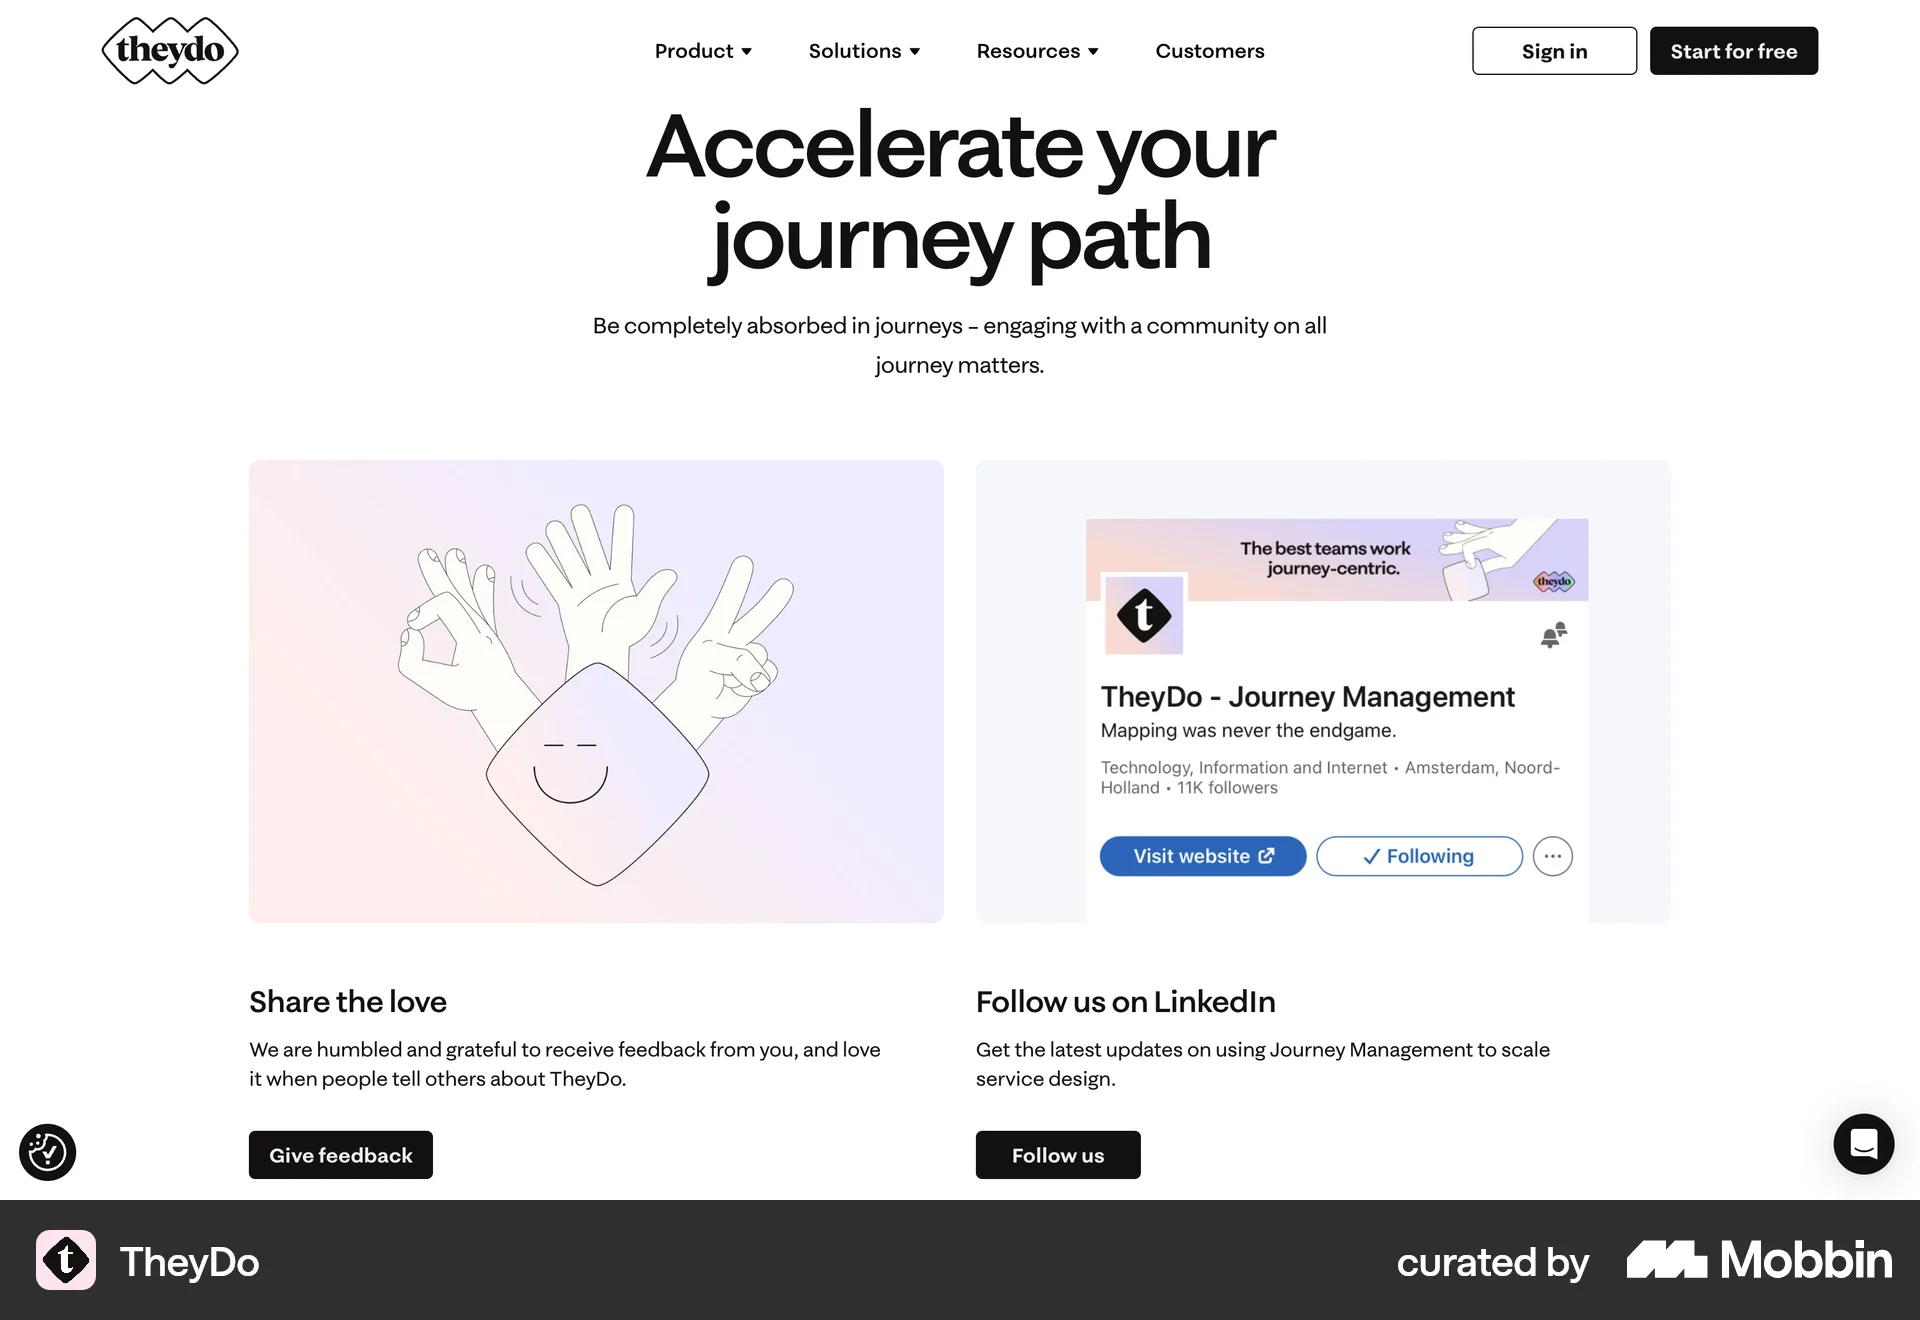 theydo
Product
Solutions
Resources
Customers
Sign in
Start for free
Accelerate your
journey path
Be completely absorbed in journeys – engaging with a community on all
journey matters.
The best teams work
journey-centric.
theydo
t
TheyDo - Journey Management
Mapping was never the endgame.
Technology, Information and Internet • Amsterdam, Noord-
Holland • 11K followers
Visit website
Following
Share the love
We are humbled and grateful to receive feedback from you, and love
it when people tell others about TheyDo.
Give feedback
Follow us on LinkedIn
Get the latest updates on using Journey Management to scale
service design.
Follow us
t
TheyDo
curated by
Mobbin